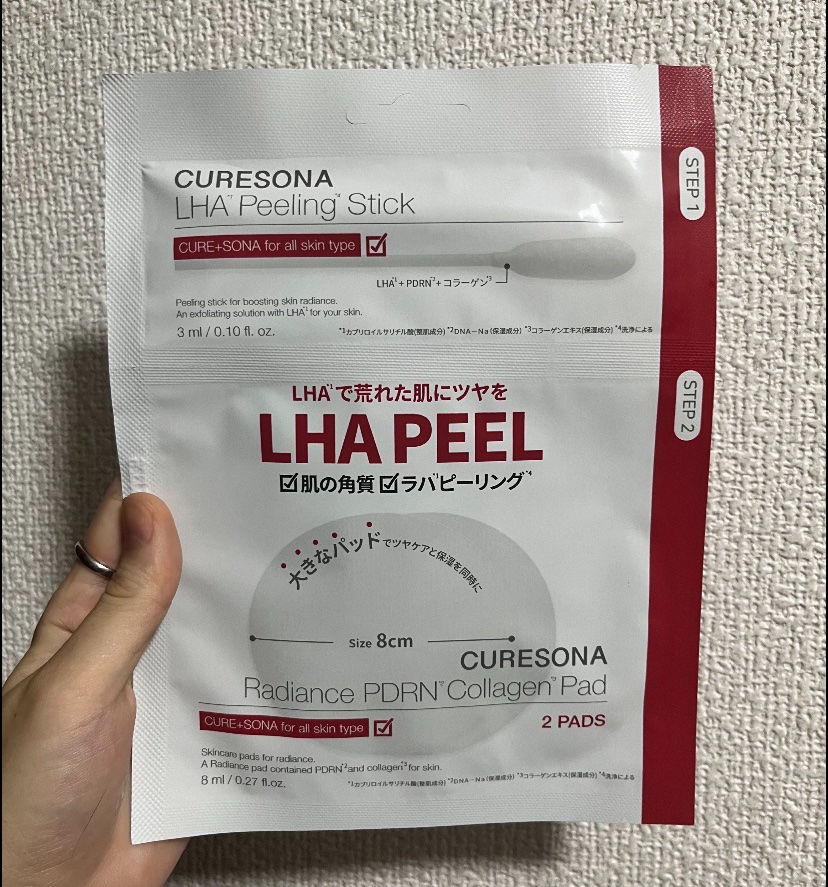 STEP 1
CURESONA
LHA*1 Peeling*4 Stick
CURE+SONA for all skin type
LHA*1+PDRN*2+コラーゲン*3
Peeling stick for boosting skin radiance.
An exfoliating solution with LHA*1 for your skin.
3 ml / 0.10 fl. oz.
*1カプリロイルサリチル酸(整肌成分) *2DNA-Na(保湿成分) *3コラーゲンエキス(保湿成分) *4洗浄による
STEP 2
LHA*1で荒れた肌にツヤを
LHA PEEL
肌の角質 ラバピーリング*4
大きなパッドでツヤケアと保湿を同時に
Size 8cm
CURESONA
Radiance PDRN*2 Collagen*3 Pad
CURE+SONA for all skin type
2 PADS
Skincare pads for radiance.
A Radiance pad contained PDRN*2 and collagen*3 for skin.
8 ml / 0.27 fl.oz.
*1カプリロイルサリチル酸(整肌成分) *2DNA-Na(保湿成分) *3コラーゲンエキス(保湿成分) *4洗浄による